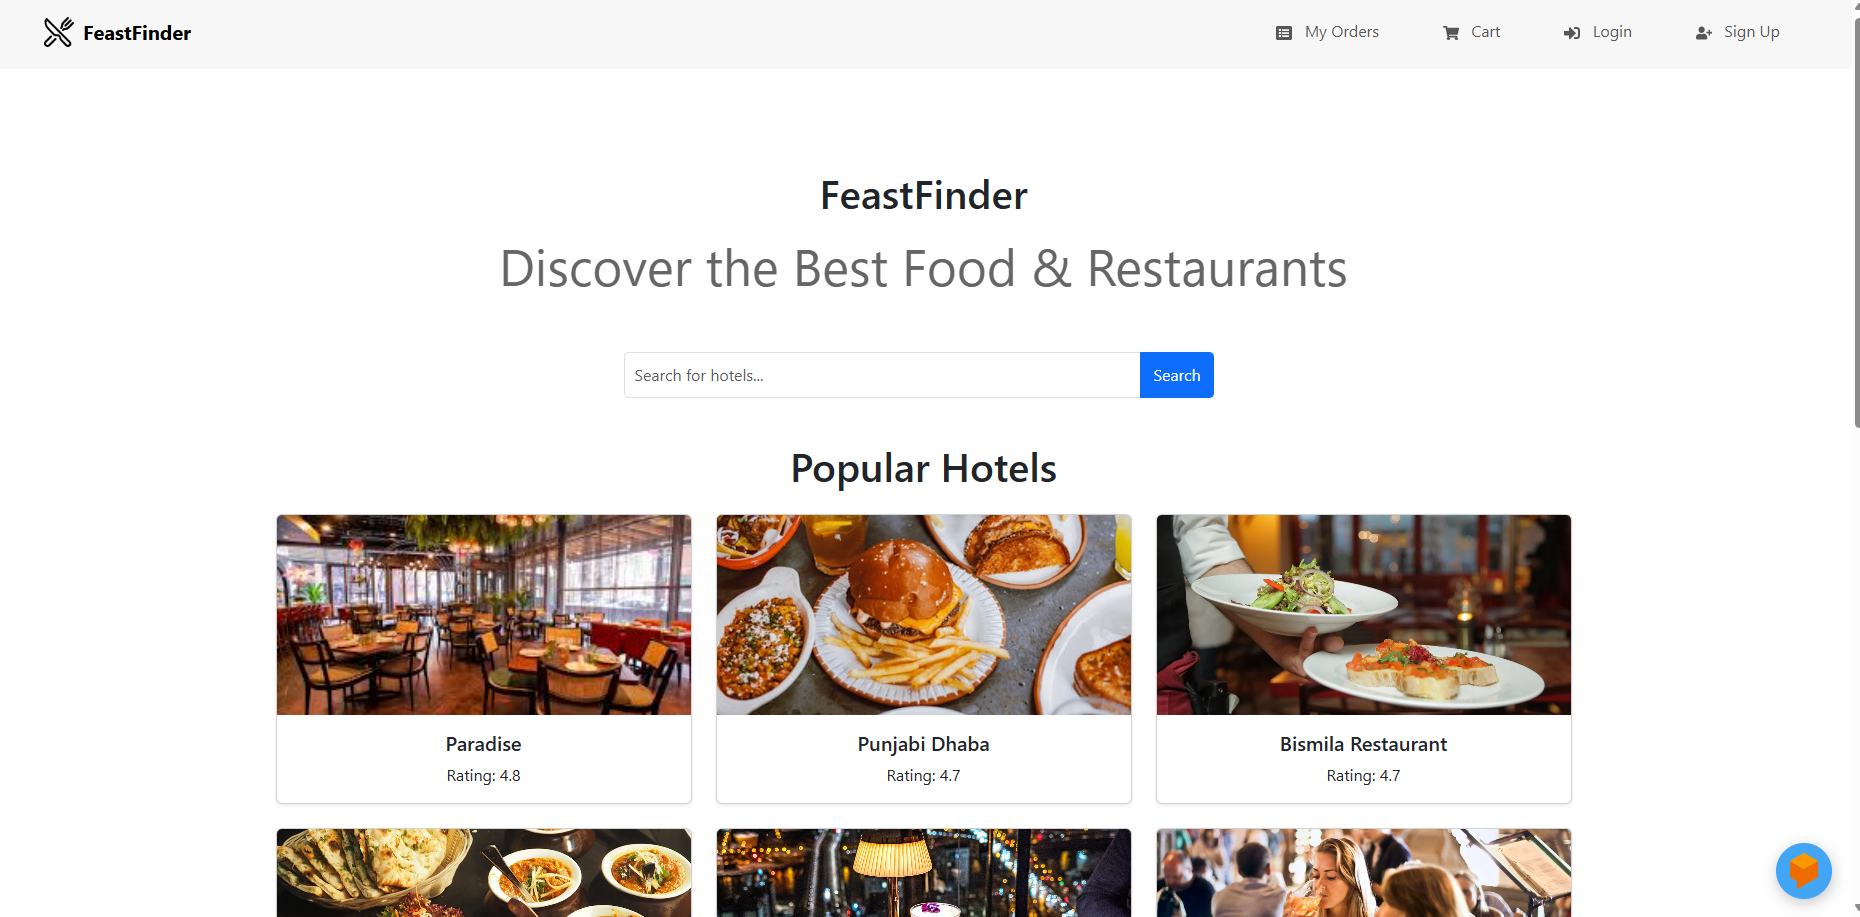 FeastFinder
My Orders
Cart
Login
Sign Up
FeastFinder
Discover the Best Food & Restaurants
Search for hotels...
Search
Popular Hotels
Paradise
Rating: 4.8
Punjabi Dhaba
Rating: 4.7
Bismila Restaurant
Rating: 4.7